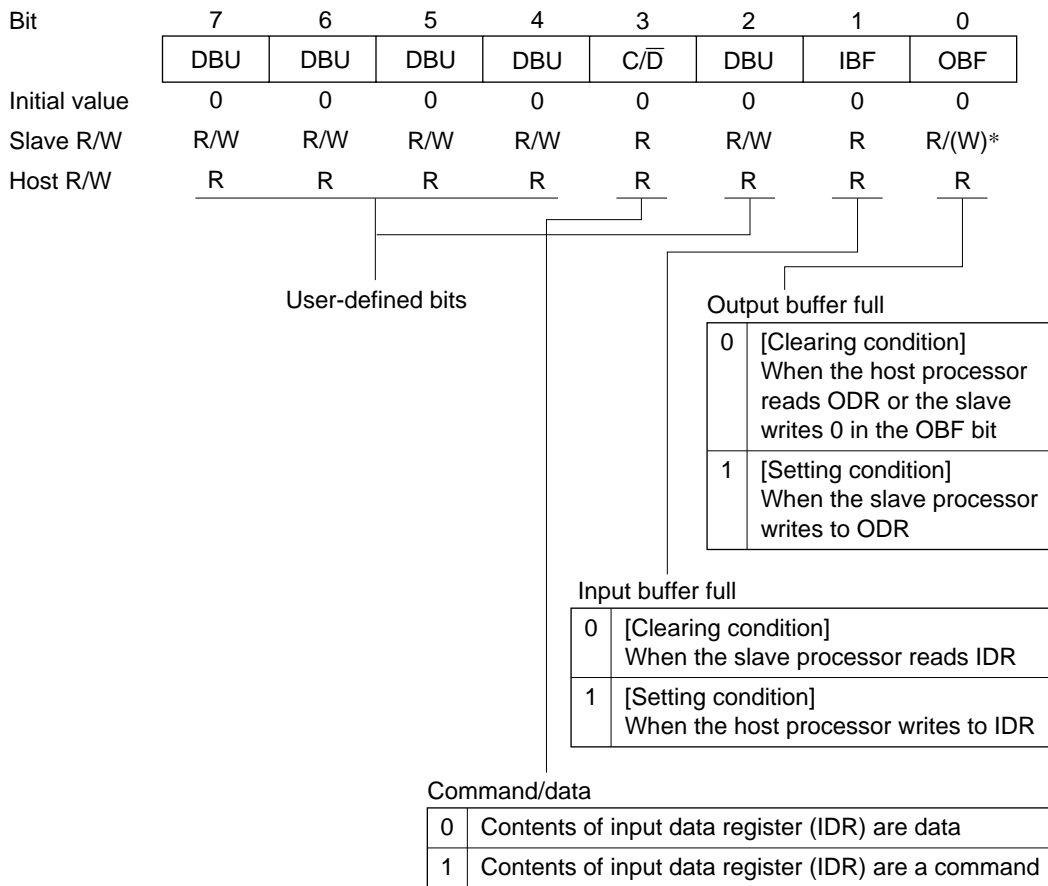 Bit 7 6 5 4 3 2 1 0
DBU DBU DBU DBU C/D̅ DBU IBF OBF
Initial value 0 0 0 0 0 0 0 0
Slave R/W R/W R/W R/W R/W R R/W R R/(W)*
Host R/W R R R R R R R R
User-defined bits
Output buffer full
0 [Clearing condition]
When the host processor
reads ODR or the slave
writes 0 in the OBF bit
1 [Setting condition]
When the slave processor
writes to ODR
Input buffer full
0 [Clearing condition]
When the slave processor reads IDR
1 [Setting condition]
When the host processor writes to IDR
Command/data
0 Contents of input data register (IDR) are data
1 Contents of input data register (IDR) are a command